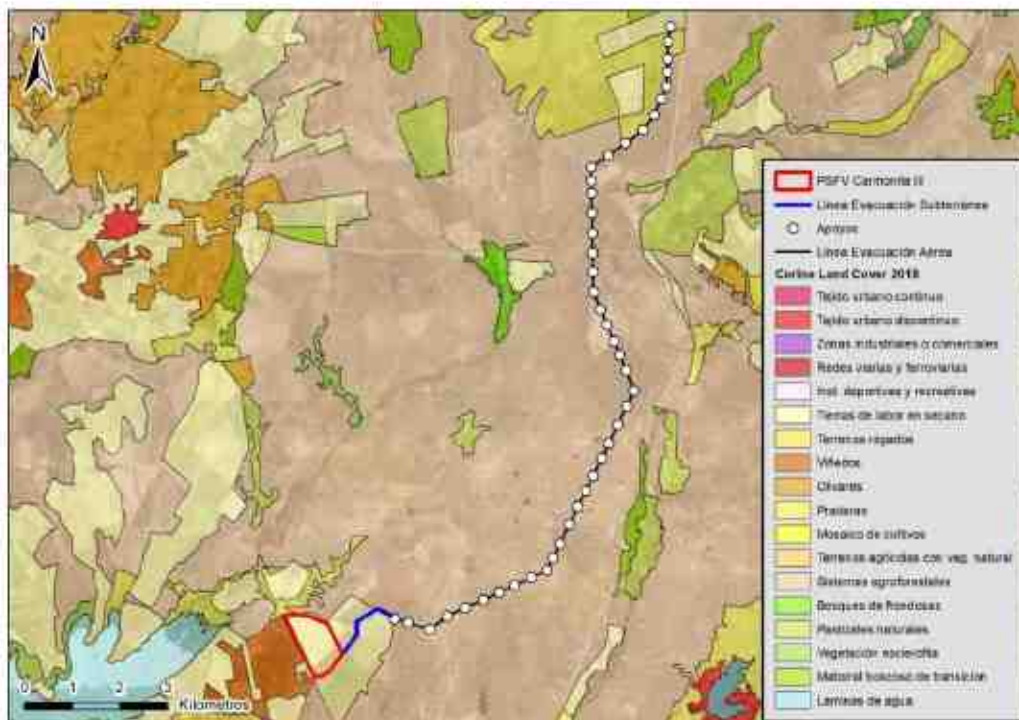 N
PSFV Carmonita III
Línea Evacuación Subterránea
Apoyos
Línea Evacuación Aérea
Corine Land Cover 2018
Tejido urbano continuo
Tejido urbano discontinuo
Zonas industriales o comerciales
Redes viarias y ferroviarias
Inst. deportivas y recreativas
Tierras de labor en secano
Terrenos regados
Viñedos
Olivares
Praderas
Mosaico de cultivos
Terrenos agrícolas con veg. natural
Sistemas agroforestales
Bosques de frondosas
Pastizales naturales
Vegetación esclerófila
Matorral boscoso de transición
Láminas de agua
0 1 2 3
Kilómetros